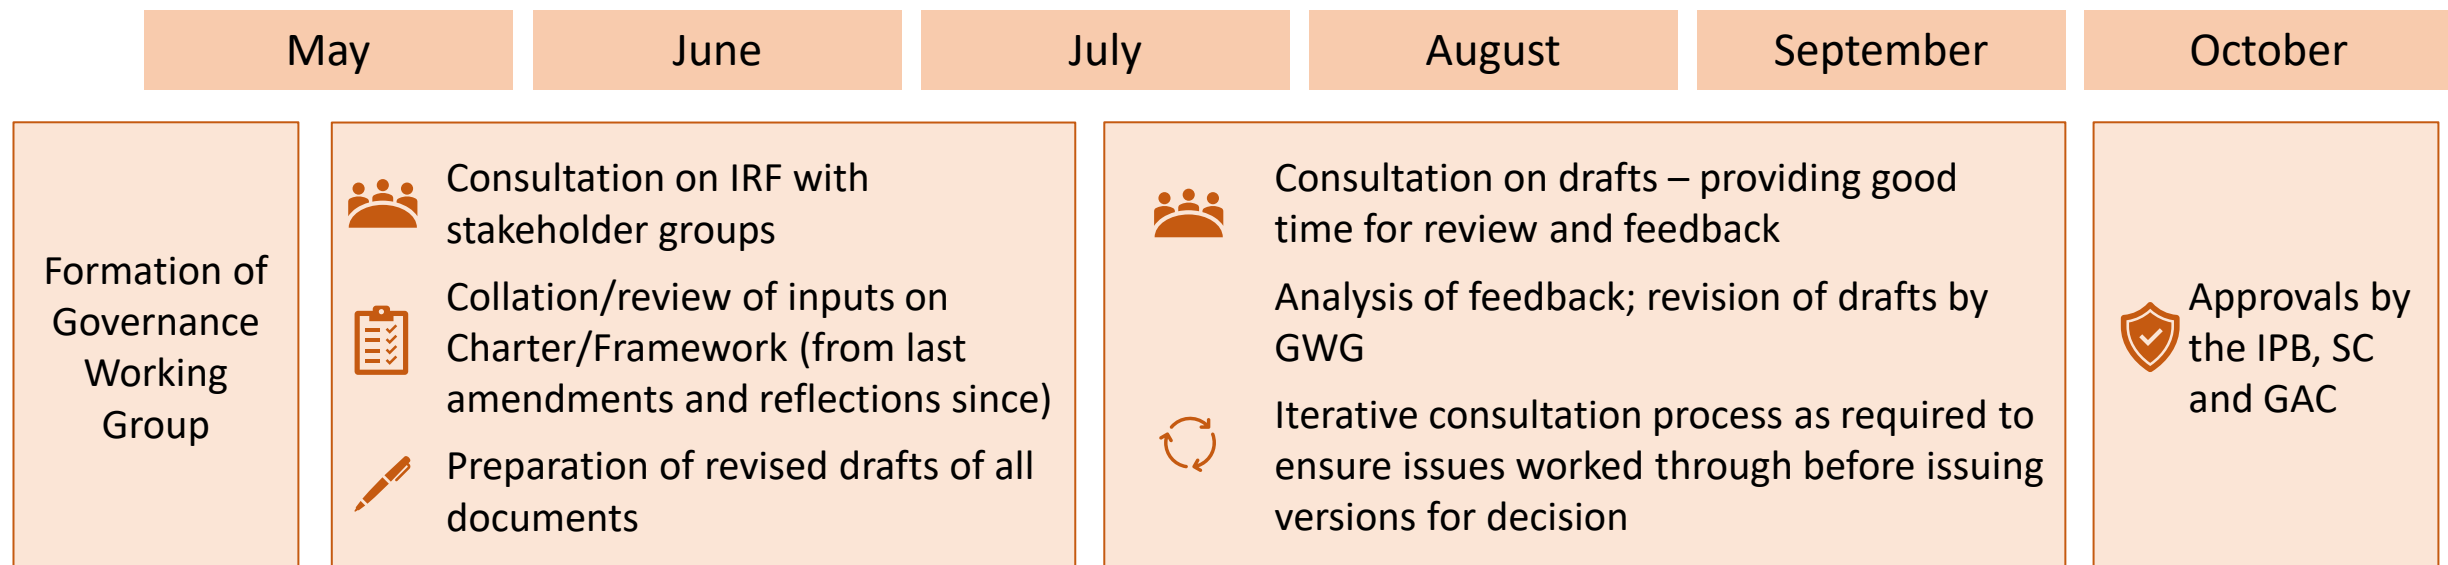 May
June
July
August
September
October
Formation of
Governance
Working
Group
Consultation on IRF with
stakeholder groups
Collation/review of inputs on
Charter/Framework (from last
amendments and reflections since)
Preparation of revised drafts of all
documents
Consultation on drafts – providing good
time for review and feedback
Analysis of feedback; revision of drafts by
GWG
Iterative consultation process as required to
ensure issues worked through before issuing
versions for decision
Approvals by
the IPB, SC
and GAC